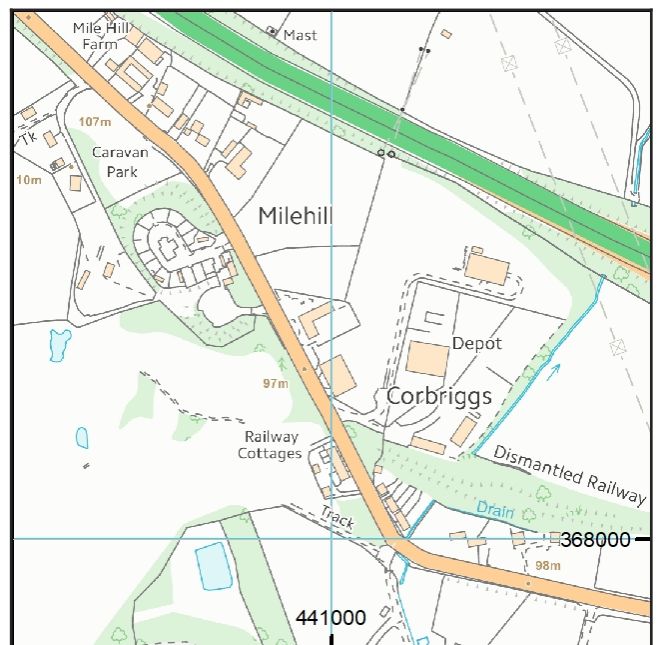 Mile Hill
Farm
Mast
107m
Tk
Caravan
Park
10m
Milehill
Depot
97m
Corbriggs
Railway
Cottages
Dismantled Railway
Track
Drain
368000
98m
441000